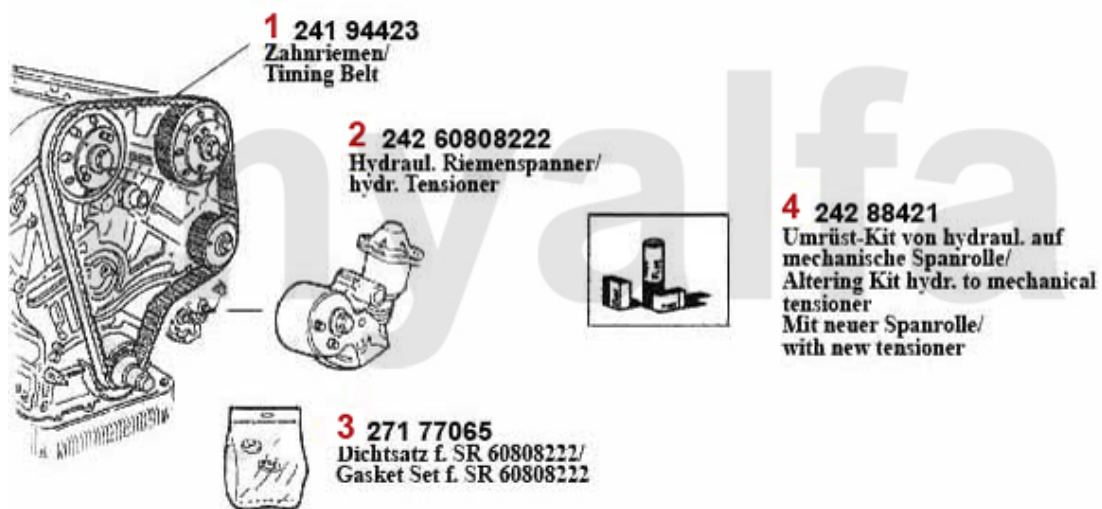 1 241 94423
Zahnriemen/
Timing Belt
2 242 60808222
Hydraul. Riemenspanner/
hydr. Tensioner
3 271 77065
Dichtsatz f. SR 60808222/
Gasket Set f. SR 60808222
4 242 88421
Umrüst-Kit von hydraul. auf
mechanische Spanrolle/
Altering Kit hydr. to mechanical
tensioner
Mit neuer Spanrolle/
with new tensioner
myalfa